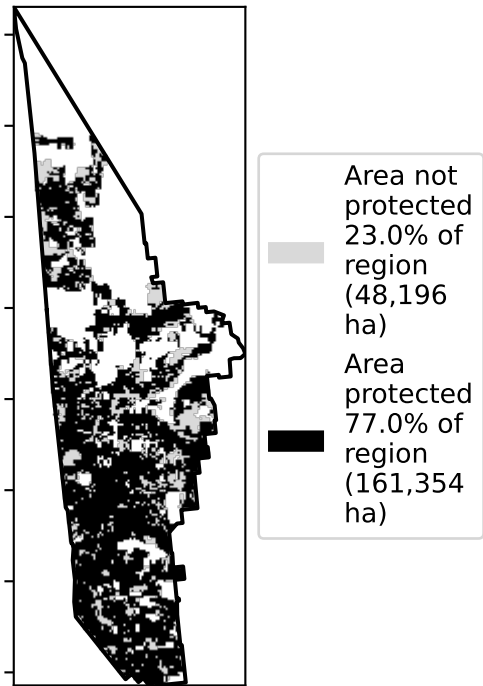 Area not
protected
23.0% of
region
(48,196
ha)
Area
protected
77.0% of
region
(161,354
ha)